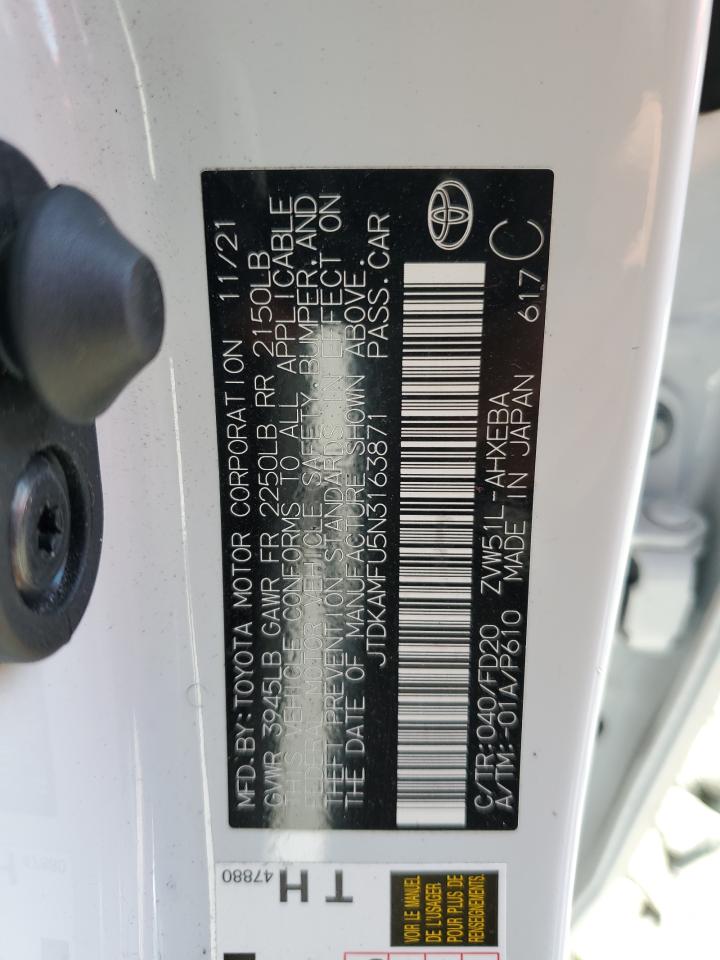 MFD.BY:TOYOTA MOTOR CORPORATION 11/21
GVWR 3945LB GAWR FR 2250LB RR 2150LB
THIS VEHICLE CONFORMS TO ALL APPLICABLE
FEDERAL MOTOR VEHICLE SAFETY,BUMPER,AND
THEFT PREVENTION STANDARDS IN EFFECT ON
THE DATE OF MANUFACTURE SHOWN ABOVE.
JTDKAMFU5N3163871 PASS.CAR
C/TR:040/FD20 ZVW51L-AHXEBA 617 C
A/TM:-01A/P610 MADE IN JAPAN
TH
47880
VOIR LE MANUEL
DE L'USAGER
POUR PLUS DE
RENSEIGNEMENTS.